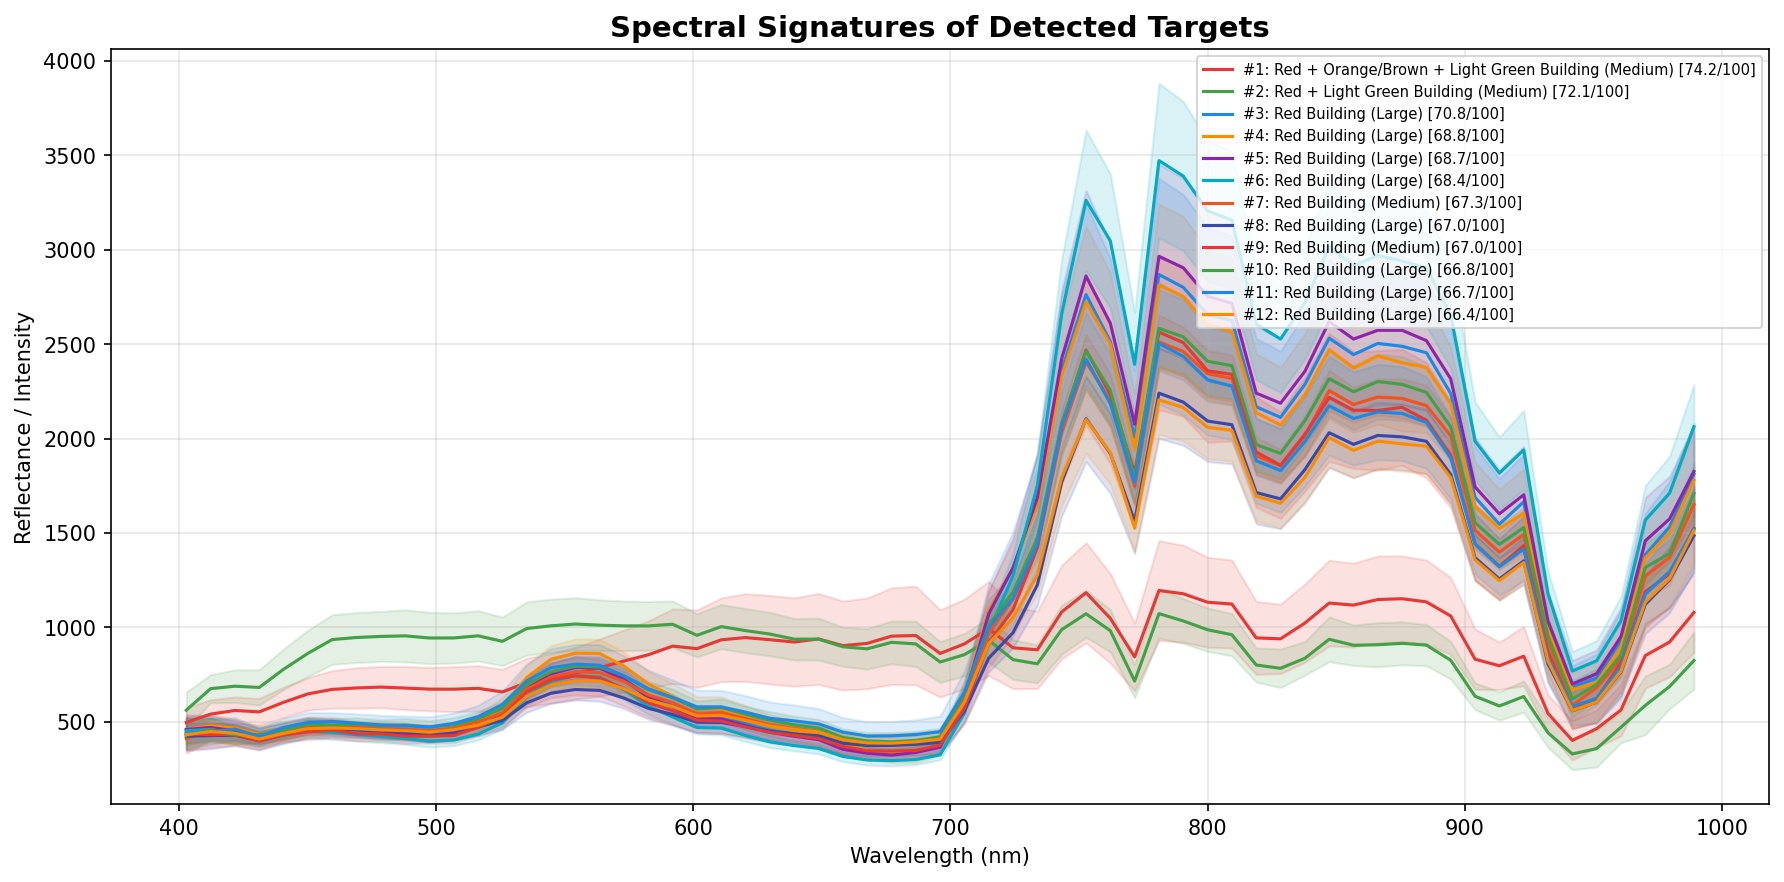 Spectral Signatures of Detected Targets
4000
3500
3000
2500
2000
1500
1000
500
Reflectance / Intensity
#1: Red + Orange/Brown + Light Green Building (Medium) [74.2/100]
#2: Red + Light Green Building (Medium) [72.1/100]
#3: Red Building (Large) [70.8/100]
#4: Red Building (Large) [68.8/100]
#5: Red Building (Large) [68.7/100]
#6: Red Building (Large) [68.4/100]
#7: Red Building (Medium) [67.3/100]
#8: Red Building (Large) [67.0/100]
#9: Red Building (Medium) [67.0/100]
#10: Red Building (Large) [66.8/100]
#11: Red Building (Large) [66.7/100]
#12: Red Building (Large) [66.4/100]
400 500 600 700 800 900 1000
Wavelength (nm)